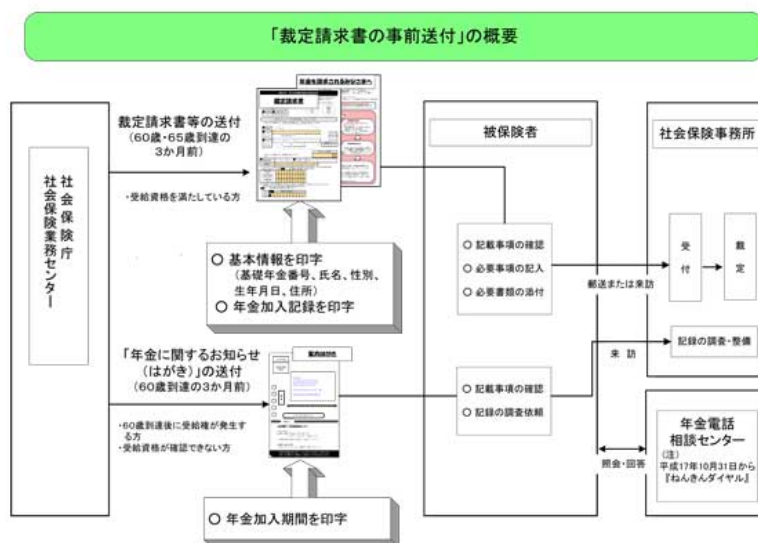 「裁定請求書の事前送付」の概要
社会保険庁
社会保険業務センター
裁定請求書等の送付
(60歳・65歳到達の
3か月前)
・受給資格を満たしている方
年金を請求されるみなさまへ
裁定請求書
○ 基本情報を印字
(基礎年金番号、氏名、性別、
生年月日、住所)
○ 年金加入記録を印字
「年金に関するお知らせ
(はがき)」の送付
(60歳到達の3か月前)
・60歳到達後に受給権が発生す
る方
・受給資格が確認できない方
○ 年金加入期間を印字
被保険者
○ 記載事項の確認
○ 必要事項の記入
○ 必要書類の添付
○ 記載事項の確認
○ 記録の調査依頼
郵送または来訪
来 訪
照会・回答
社会保険事務所
受付
裁定
記録の調査・整備
年金電話
相談センター
(注)
平成17年10月31日から
『ねんきんダイヤル』